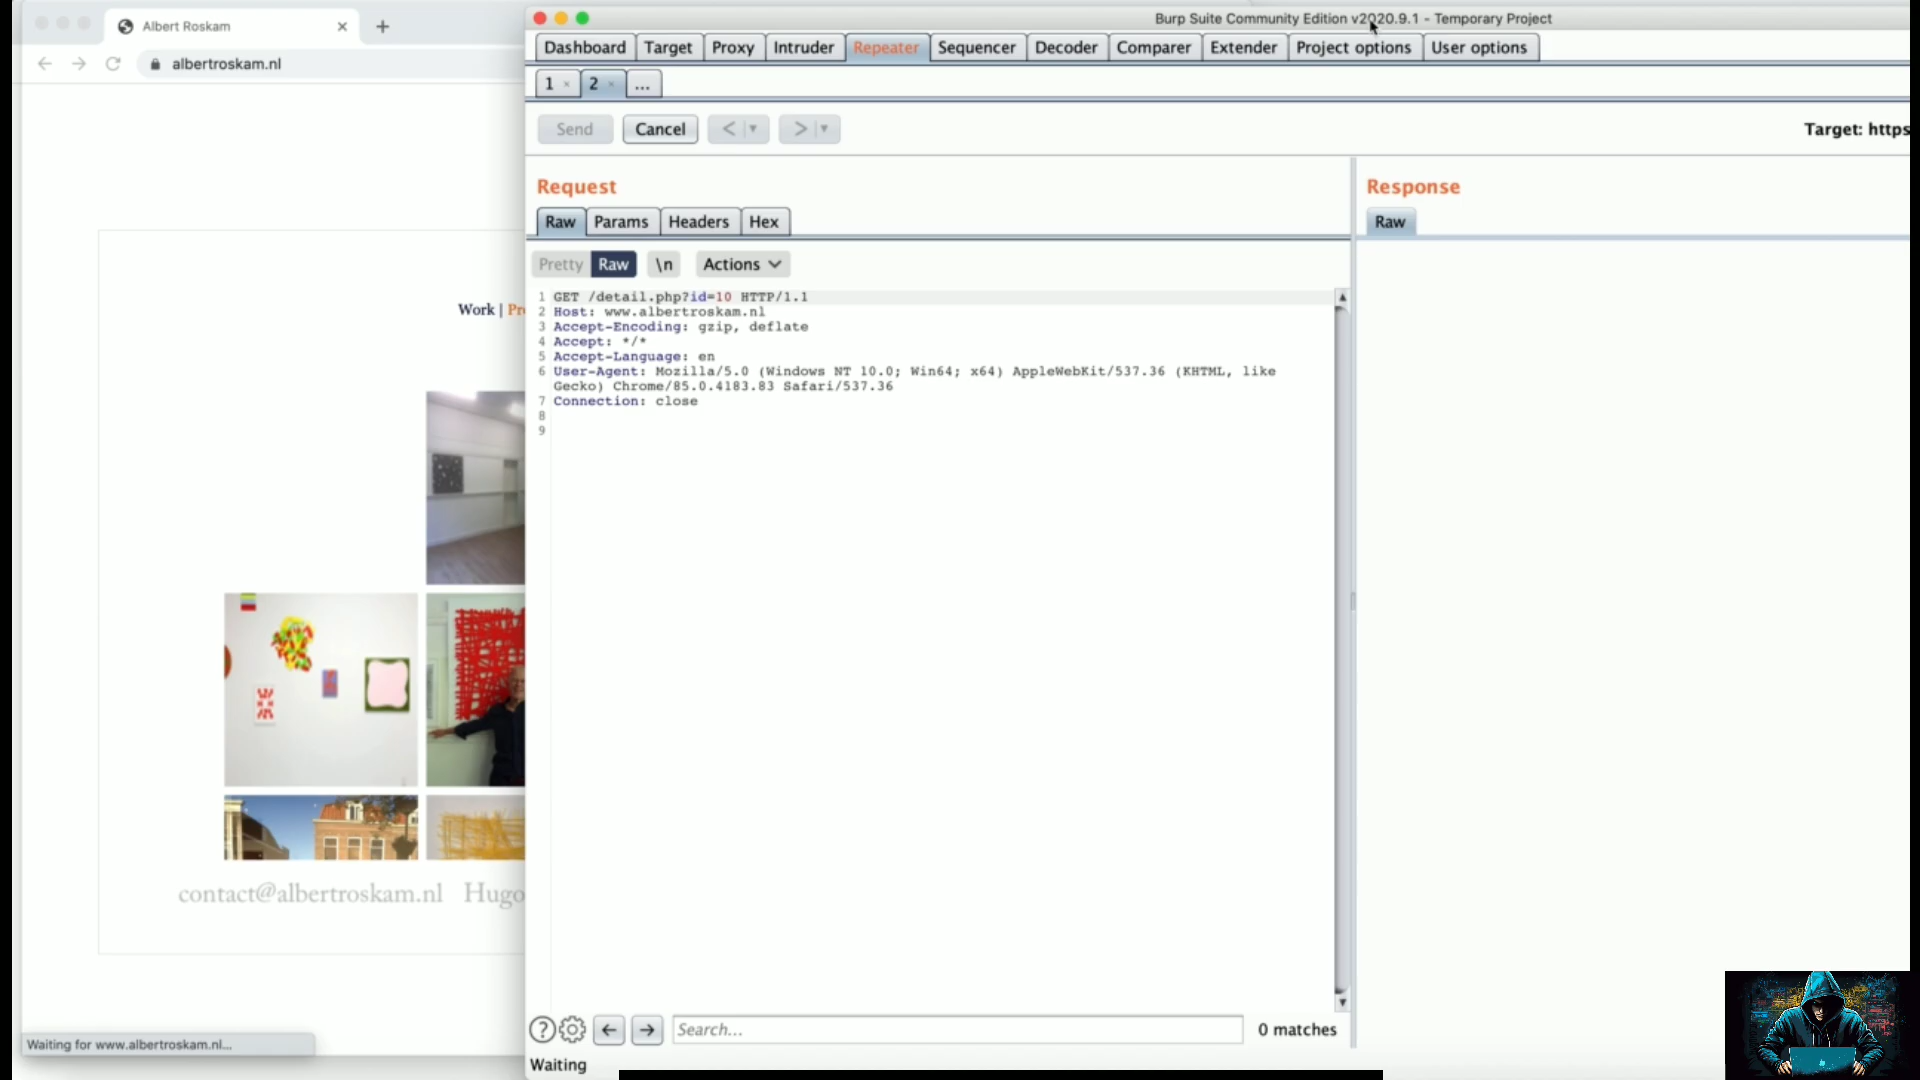 Albert Roskam
albertroskam.nl
Work | Pr
contact@albertroskam.nl Hugo
Waiting for www.albertroskam.nl...
Burp Suite Community Edition v2020.9.1 - Temporary Project
Dashboard Target Proxy Intruder Repeater Sequencer Decoder Comparer Extender Project options User options
1 × 2 × ...
Send Cancel < >
Target: https
Request
Raw Params Headers Hex
Pretty Raw \n Actions
1 GET /detail.php?id=10 HTTP/1.1
2 Host: www.albertroskam.nl
3 Accept-Encoding: gzip, deflate
4 Accept: */*
5 Accept-Language: en
6 User-Agent: Mozilla/5.0 (Windows NT 10.0; Win64; x64) AppleWebKit/537.36 (KHTML, like
Gecko) Chrome/85.0.4183.83 Safari/537.36
7 Connection: close
8
9
Response
Raw
? Search... 0 matches
Waiting